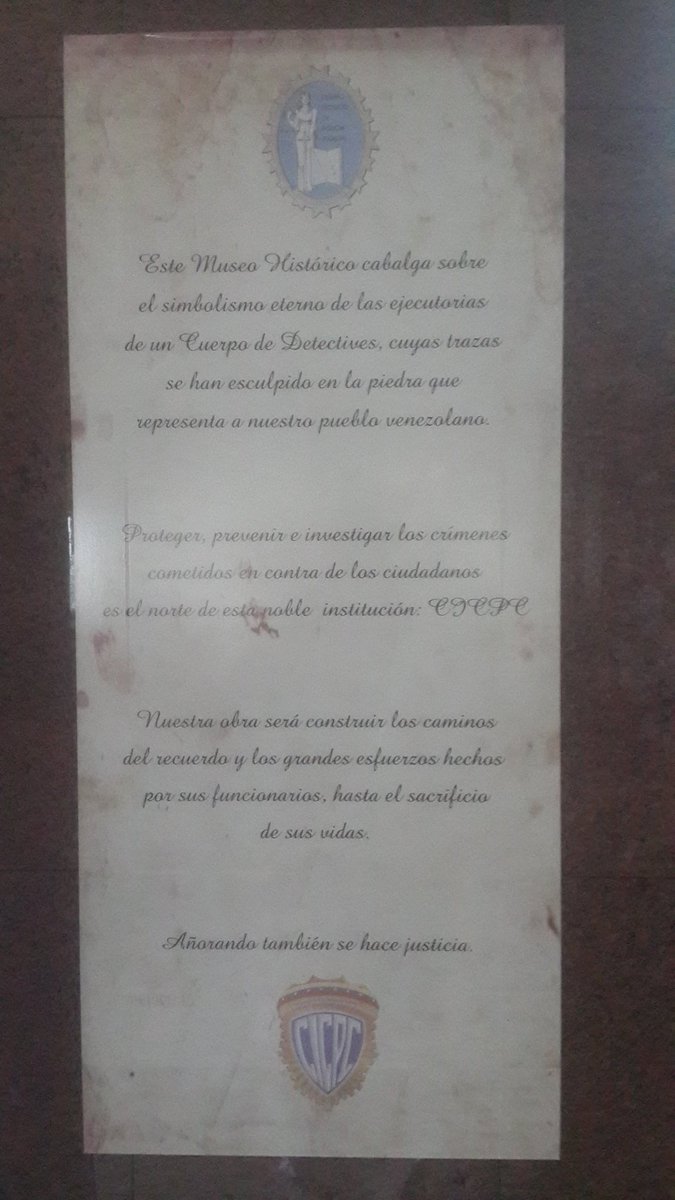 Este Museo Histórico cabalga sobre
el simbolismo eterno de las ejecutorias
de un Cuerpo de Detectives, cuyas trazas
se han esculpido en la piedra que
representa a nuestro pueblo venezolano.
Proteger, prevenir e investigar los crímenes
cometidos en contra de los ciudadanos
es el norte de esta noble institución: CICPC
Nuestra obra será construir los caminos
del recuerdo y los grandes esfuerzos hechos
por sus funcionarios, hasta el sacrificio
de sus vidas.
Añorando también se hace justicia.
CICPC